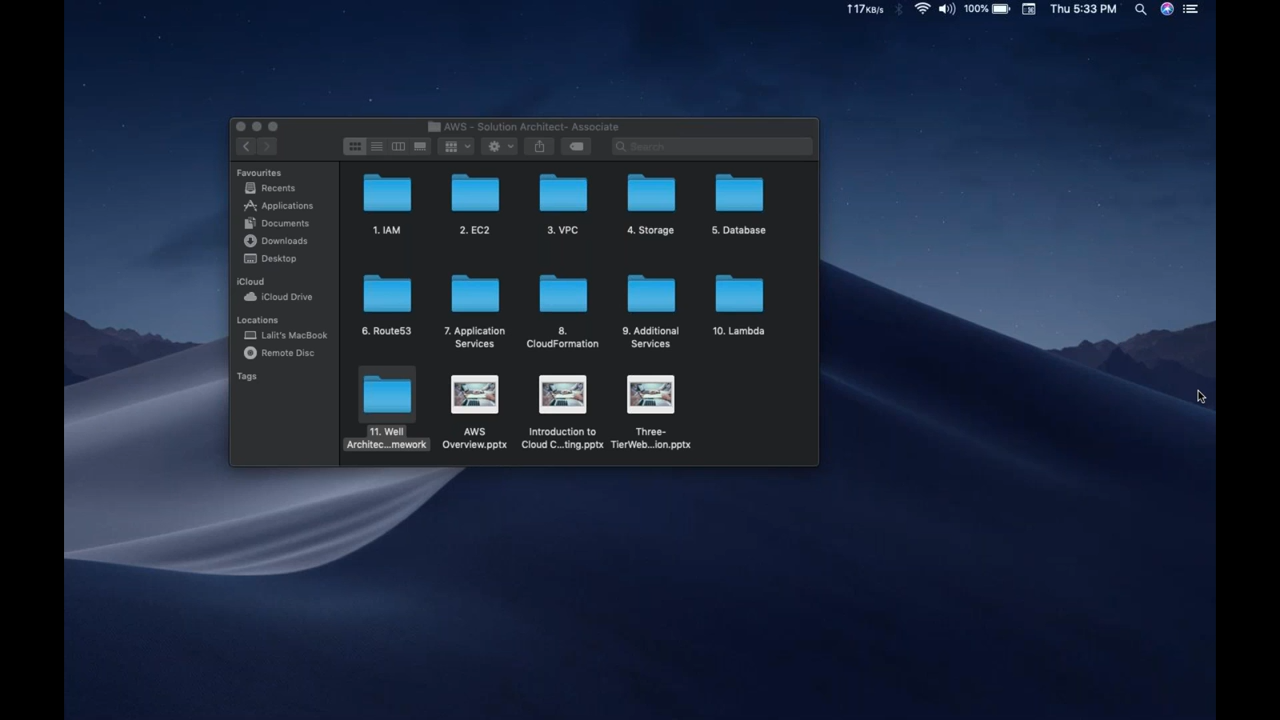 ↑17KB/s 100% Thu 5:33 PM
AWS - Solution Architect- Associate
Search
Favourites
Recents
Applications
Documents
Downloads
Desktop
iCloud
iCloud Drive
Locations
Lalit's MacBook
Remote Disc
Tags
1. IAM
2. EC2
3. VPC
4. Storage
5. Database
6. Route53
7. Application
Services
8.
CloudFormation
9. Additional
Services
10. Lambda
11. Well
Architec...mework
AWS
Overview.pptx
Introduction to
Cloud C...ting.pptx
Three-
TierWeb...ion.pptx